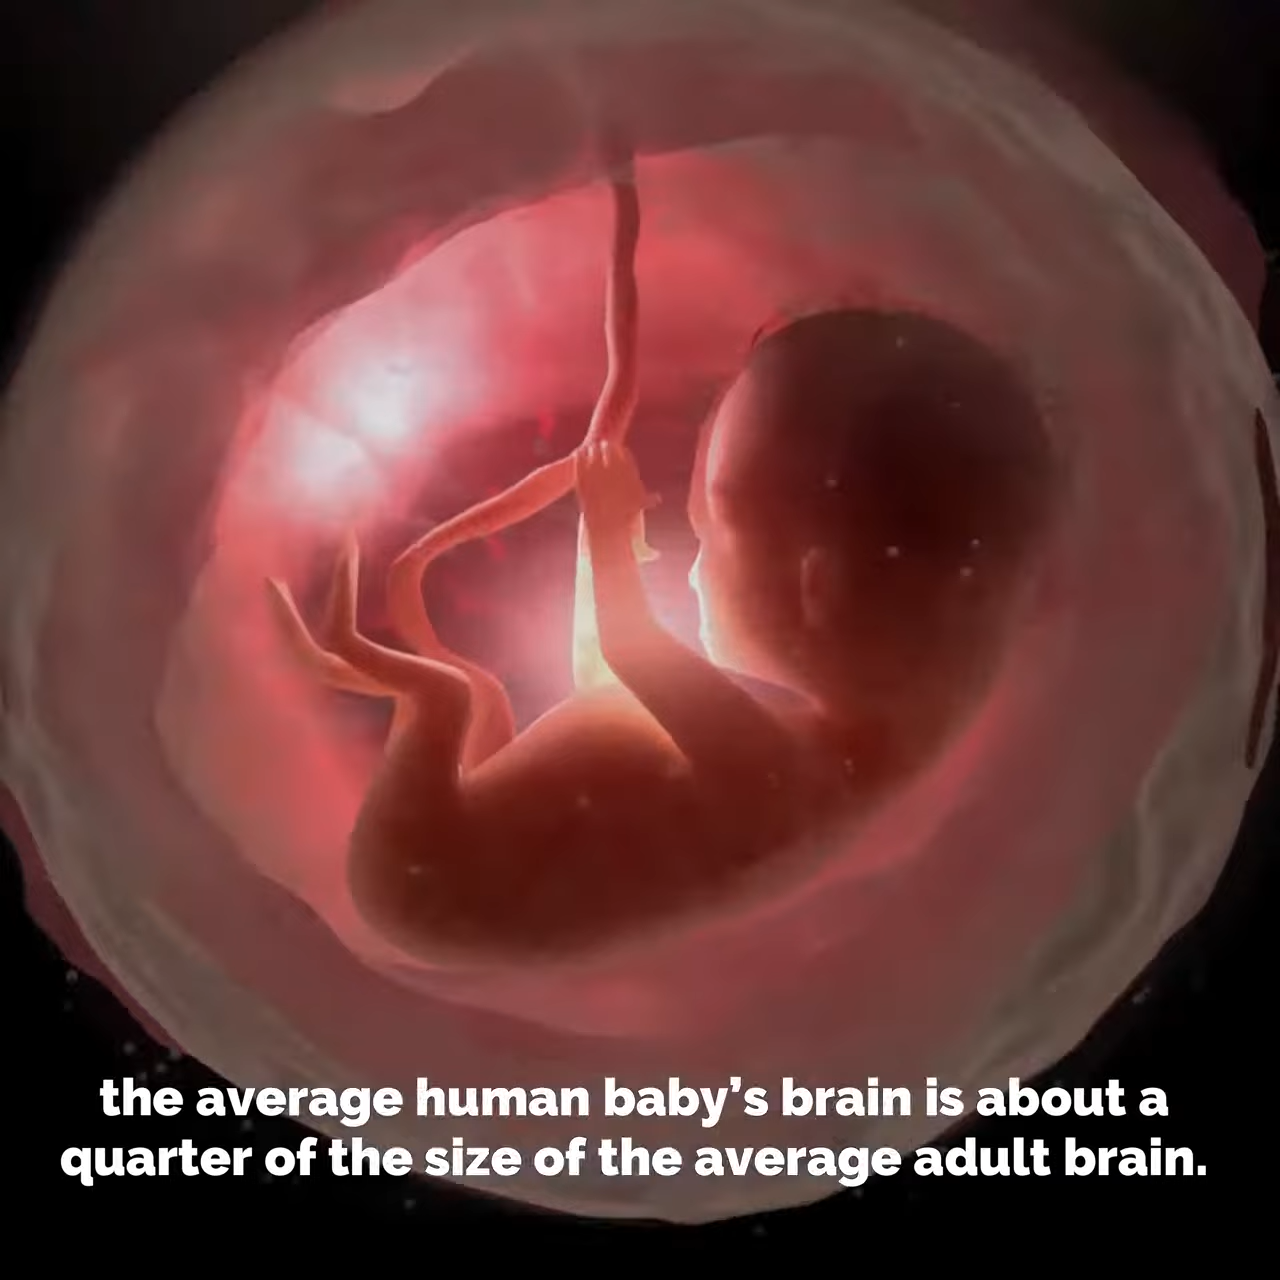 the average human baby’s brain is about a
quarter of the size of the average adult brain.